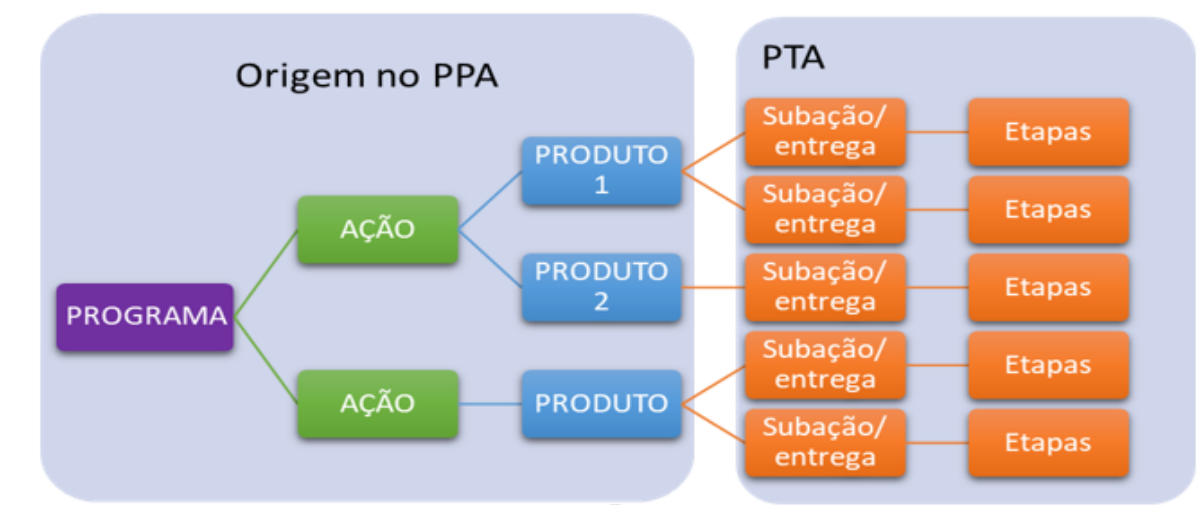 Origem no PPA
PTA
PROGRAMA
AÇÃO
PRODUTO
1
Subação/
entrega
Etapas
Subação/
entrega
Etapas
PRODUTO
2
Subação/
entrega
Etapas
AÇÃO
PRODUTO
Subação/
entrega
Etapas
Subação/
entrega
Etapas